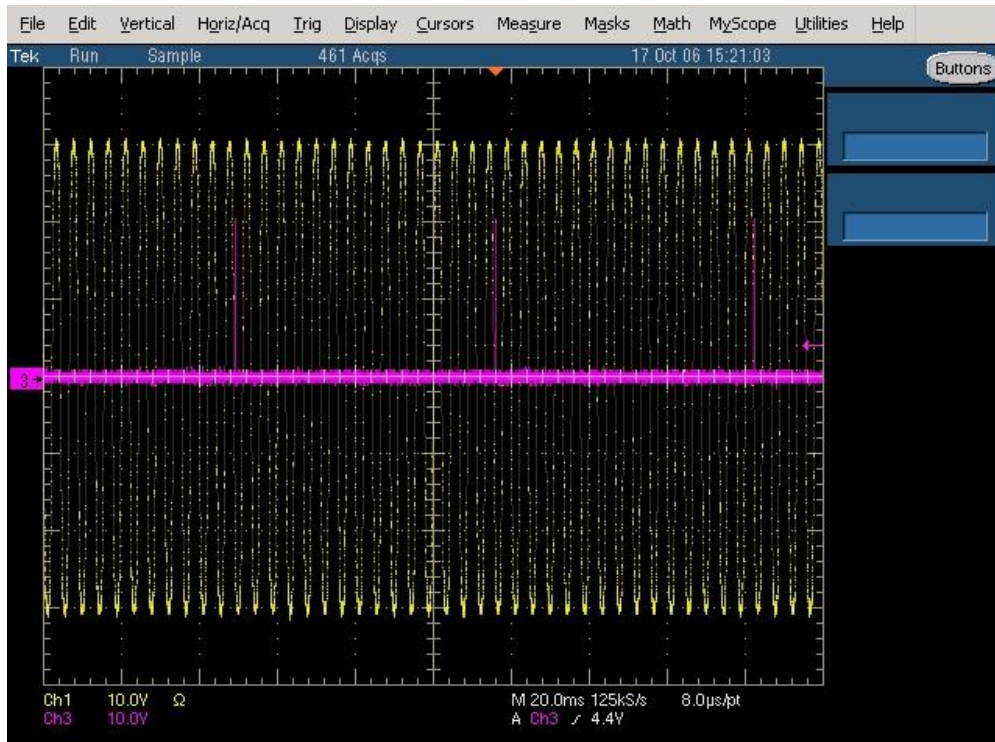 File Edit Vertical Horiz/Acq Trig Display Cursors Measure Masks Math MyScope Utilities Help
Tek Run Sample 461 Acqs 17 Oct 06 15:21:03
Buttons
3
Ch1 10.0V Ω M 20.0ms 125kS/s 8.0µs/pt
Ch3 10.0V A Ch3 ∕ 4.4V